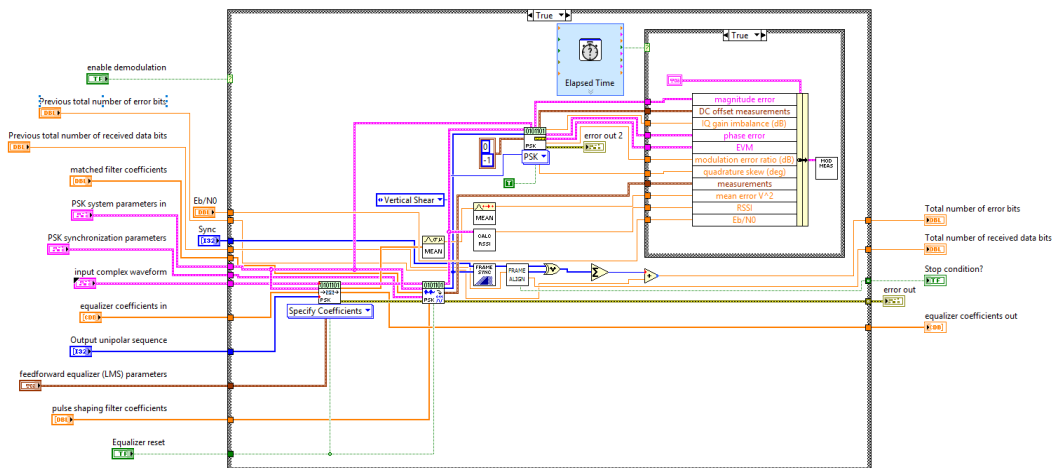 True
True
Elapsed Time
enable demodulation
Previous total number of error bits
DBL
Previous total number of received data bits
DBL
matched filter coefficients
DBL
PSK system parameters in
PSK synchronization parameters
input complex waveform
equalizer coefficients in
CDB
Output unipolar sequence
I32
feedforward equalizer (LMS) parameters
pulse shaping filter coefficients
DBL
Equalizer reset
TF
TF
Eb/N0
DBL
Sync
I32
MEAN
Vertical Shear
MEAN
CALC
RSSI
FRAME
SYNC
FRAME
ALIGN
PSK
PSK
Specify Coefficients
0
-1
T
PSK
PSK
error out 2
magnitude error
DC offset measurements
IQ gain imbalance (dB)
phase error
EVM
modulation error ratio (dB)
quadrature skew (deg)
measurements
mean error V^2
RSSI
Eb/N0
MOD
MEAS
Total number of error bits
DBL
Total number of received data bits
DBL
Stop condition?
TF
error out
equalizer coefficients out